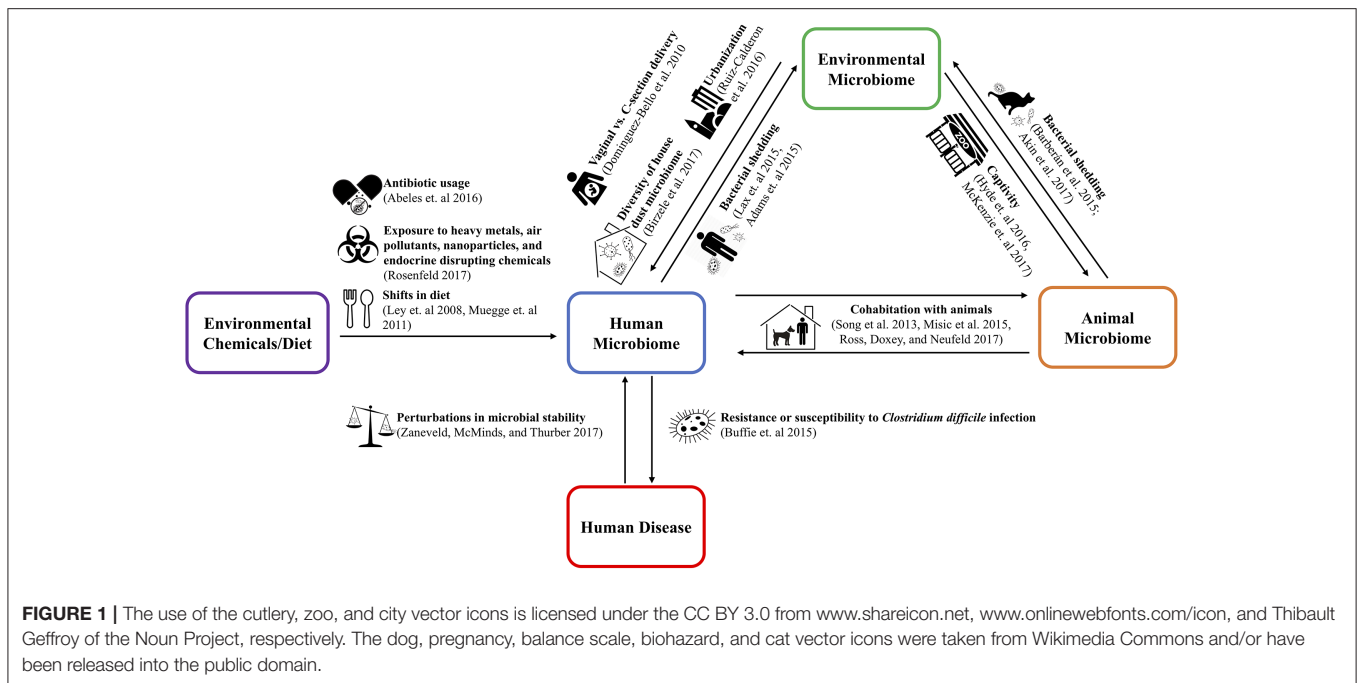 Environmental
Microbiome
Vaginal vs. C-section delivery
(Dominguez-Bello et al. 2010
Urbanization
(Ruiz-Calderon
et al. 2016)
Diversity of house
dust microbiome
(Birzele et al. 2017)
Bacterial shedding
(Lax et. al 2015,
Adams et. al 2015)
ZOO
Captivity
(Hyde et. al 2016,
McKenzie et. al
2017)
Bacterial shedding
(Barberán et al. 2015;
Akin et al. 2017)
Antibiotic usage
(Abeles et. al 2016)
Exposure to heavy metals, air
pollutants, nanoparticles, and
endocrine disrupting chemicals
(Rosenfeld 2017)
Shifts in diet
(Ley et. al 2008, Muegge et. al
2011)
Environmental
Chemicals/Diet
Human
Microbiome
Cohabitation with animals
(Song et al. 2013, Misic et al. 2015,
Ross, Doxey, and Neufeld 2017)
Animal
Microbiome
Perturbations in microbial stability
(Zaneveld, McMinds, and Thurber 2017)
Resistance or susceptibility to Clostridium difficile infection
(Buffie et. al 2015)
Human Disease
FIGURE 1 | The use of the cutlery, zoo, and city vector icons is licensed under the CC BY 3.0 from www.shareicon.net, www.onlinewebfonts.com/icon, and Thibault
Geffroy of the Noun Project, respectively. The dog, pregnancy, balance scale, biohazard, and cat vector icons were taken from Wikimedia Commons and/or have
been released into the public domain.